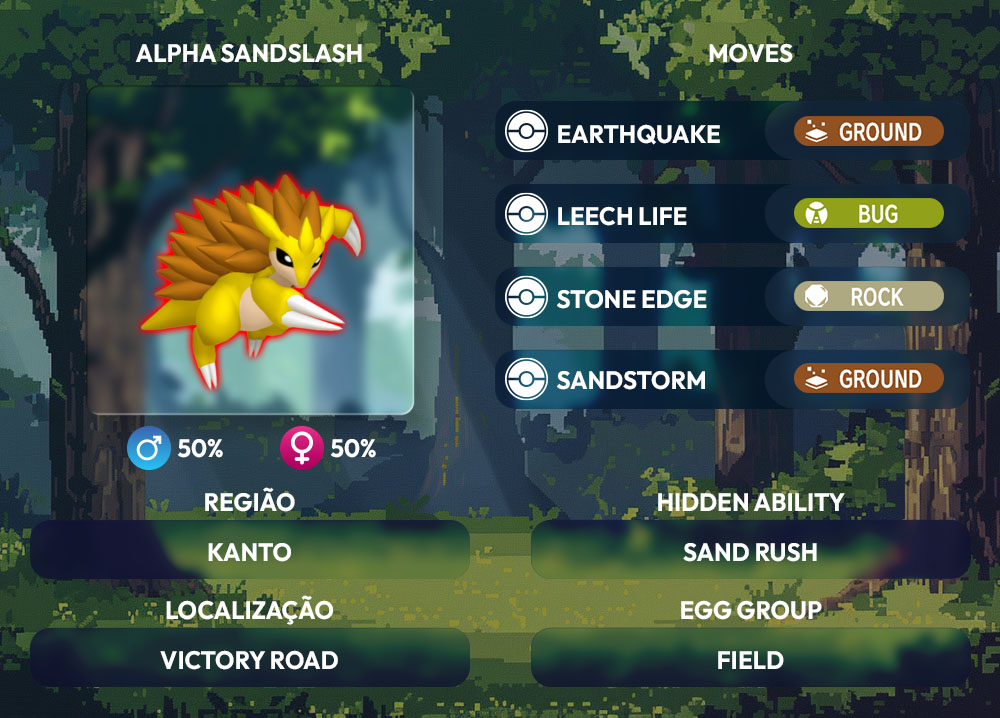 ALPHA SANDSLASH
50%
50%
REGIÃO
KANTO
LOCALIZAÇÃO
VICTORY ROAD
MOVES
EARTHQUAKE GROUND
LEECH LIFE BUG
STONE EDGE ROCK
SANDSTORM GROUND
HIDDEN ABILITY
SAND RUSH
EGG GROUP
FIELD